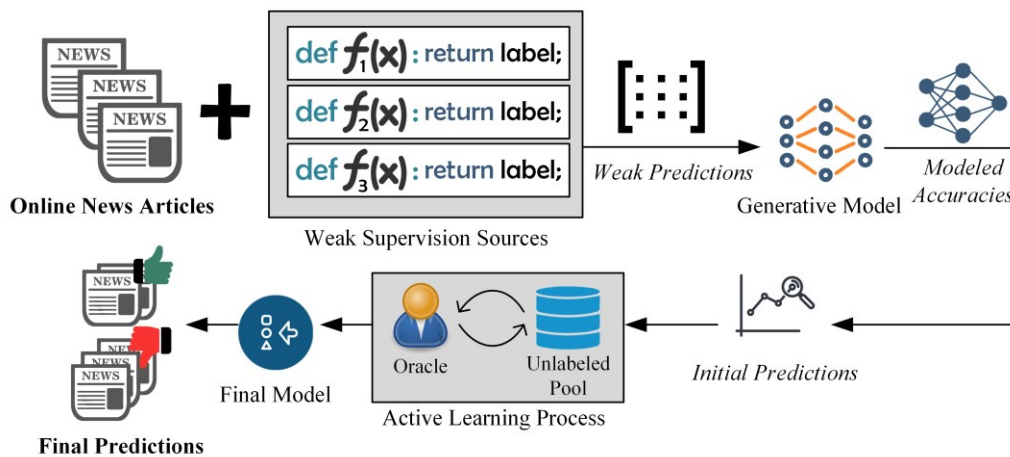 NEWS
NEWS
NEWS
Online News Articles
def f1(x): return label;
def f2(x): return label;
def f3(x): return label;
Weak Supervision Sources
Weak Predictions
Generative Model
Modeled
Accuracies
NEWS
NEWS
NEWS
NEWS
Final Predictions
Final Model
Oracle
Unlabeled
Pool
Active Learning Process
Initial Predictions